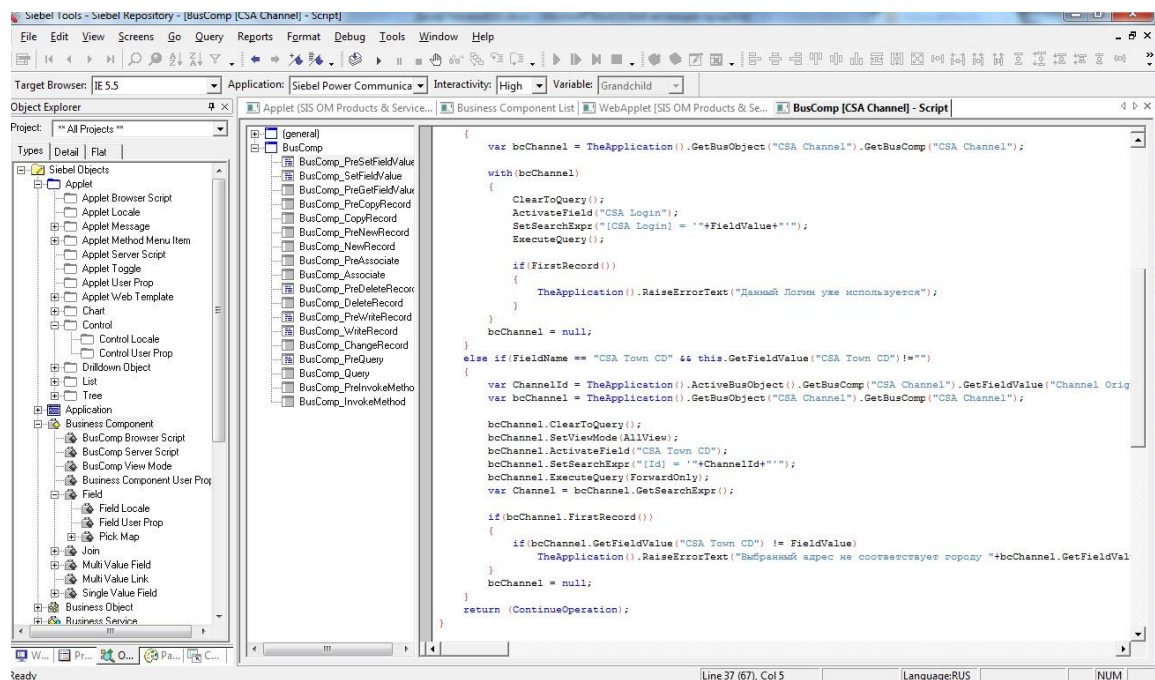 Siebel Tools - Siebel Repository - [BusComp [CSA Channel] - Script]
File Edit View Screens Go Query Reports Format Debug Tools Window Help
Target Browser: IE 5.5 Application: Siebel Power Communica Interactivity: High Variable: Grandchild
Object Explorer
Project: ** All Projects **
Types Detail Flat
Siebel Objects
Applet
Applet Browser Script
Applet Locale
Applet Message
Applet Method Menu Item
Applet Server Script
Applet Toggle
Applet User Prop
Applet Web Template
Chart
Control
Control Locale
Control User Prop
Drilldown Object
List
Tree
Application
Business Component
BusComp Browser Script
BusComp Server Script
BusComp View Mode
Business Component User Prop
Field
Field Locale
Field User Prop
Pick Map
Join
Multi Value Field
Multi Value Link
Single Value Field
Business Object
Business Service
W... Pr... O... Pa... C...
Applet (SIS OM Products & Service... Business Component List WebApplet [SIS OM Products & Se... BusComp [CSA Channel] - Script
(general)
BusComp
BusComp_PreSetFieldValue
BusComp_SetFieldValue
BusComp_PreGetFieldValue
BusComp_PreCopyRecord
BusComp_CopyRecord
BusComp_PreNewRecord
BusComp_NewRecord
BusComp_PreAssociate
BusComp_Associate
BusComp_PreDeleteRecord
BusComp_DeleteRecord
BusComp_PreWriteRecord
BusComp_WriteRecord
BusComp_ChangeRecord
BusComp_PreQuery
BusComp_Query
BusComp_PreInvokeMetho
BusComp_InvokeMethod
{
var bcChannel = TheApplication().GetBusObject("CSA Channel").GetBusComp("CSA Channel");
with(bcChannel)
{
ClearToQuery();
ActivateField("CSA Login");
SetSearchExpr("[CSA Login] = '"+FieldValue+"'");
ExecuteQuery();
if(FirstRecord())
{
TheApplication().RaiseErrorText("Данный Логин уже используется");
}
}
bcChannel = null;
}
else if(FieldName == "CSA Town CD" && this.GetFieldValue("CSA Town CD")!="")
{
var ChannelId = TheApplication().ActiveBusObject().GetBusComp("CSA Channel").GetFieldValue("Channel Orig
var bcChannel = TheApplication().GetBusObject("CSA Channel").GetBusComp("CSA Channel");
bcChannel.ClearToQuery();
bcChannel.SetViewMode(AllView);
bcChannel.ActivateField("CSA Town CD");
bcChannel.SetSearchExpr("[Id] = '"+ChannelId+"'");
bcChannel.ExecuteQuery(ForwardOnly);
var Channel = bcChannel.GetSearchExpr();
if(bcChannel.FirstRecord())
{
if(bcChannel.GetFieldValue("CSA Town CD") != FieldValue)
TheApplication().RaiseErrorText("Выбранный адрес не соответствует городу "+bcChannel.GetFieldVal
}
bcChannel = null;
}
return (ContinueOperation);
}
Ready Line 37 (67), Col 5 Language:RUS NUM